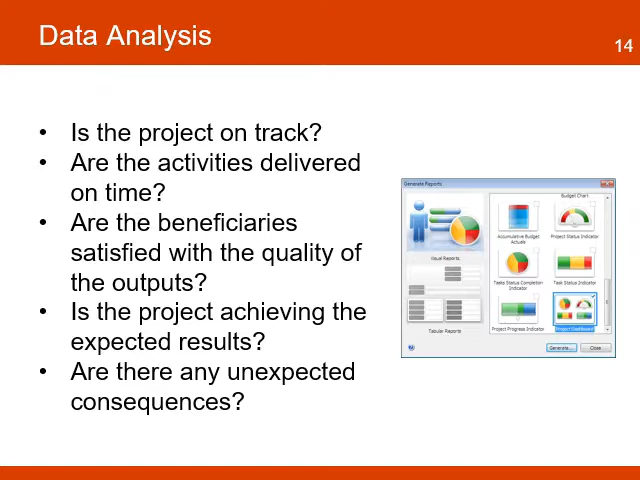 Data Analysis
14
• Is the project on track?
• Are the activities delivered
on time?
• Are the beneficiaries
satisfied with the quality of
the outputs?
• Is the project achieving the
expected results?
• Are there any unexpected
consequences?
Generate Reports
Visual Reports
Tabular Reports
Budget Chart
Accumulative Budget
Actuals
Project Status Indicator
Tasks Status Completion
Indicator
Task Status Indicator
Project Progress Indicator
Project Dashboard
Generate...
Close